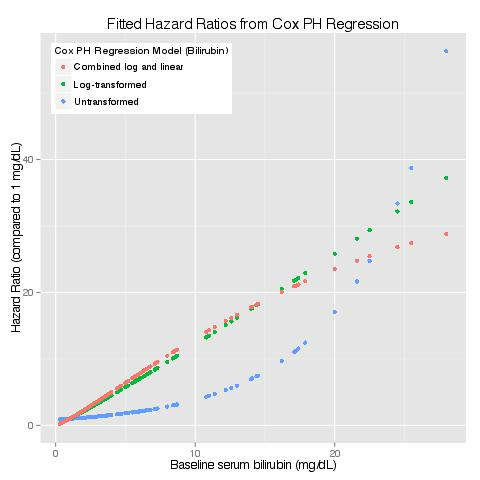 Fitted Hazard Ratios from Cox PH Regression
Cox PH Regression Model (Bilirubin)
Combined log and linear
Log-transformed
Untransformed
Hazard Ratio (compared to 1 mg/dL)
40
20
0
0 10 20
Baseline serum bilirubin (mg/dL)